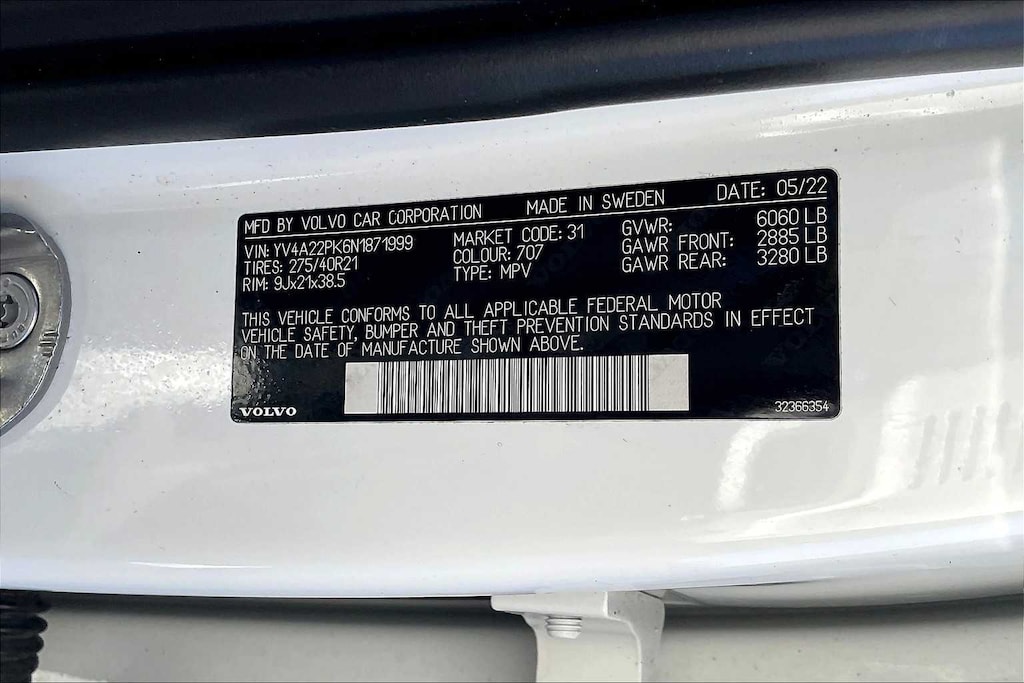 MFD BY VOLVO CAR CORPORATION MADE IN SWEDEN DATE: 05/22
VIN: YV4A22PK6N1871999 MARKET CODE: 31 GVWR: 6060 LB
TIRES: 275/40R21 COLOUR: 707 GAWR FRONT: 2885 LB
RIM: 9Jx21x38.5 TYPE: MPV GAWR REAR: 3280 LB
THIS VEHICLE CONFORMS TO ALL APPLICABLE FEDERAL MOTOR
VEHICLE SAFETY, BUMPER AND THEFT PREVENTION STANDARDS IN EFFECT
ON THE DATE OF MANUFACTURE SHOWN ABOVE.
VOLVO 32366354